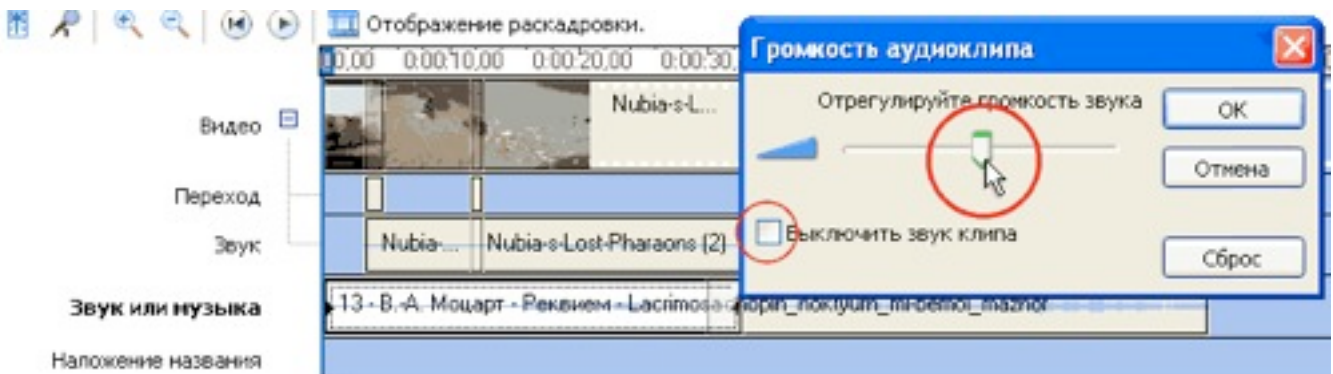 Отображение раскадровки.
0,00 0:00:10,00 0:00:20,00 0:00:30,
Видео
Nubia-s-L...
Переход
Звук
Nubia-... Nubia-s-Lost-Pharaons (2)
Звук или музыка
13 - В. -А. Моцарт - Реквием - Lacrimosa
Наложение названия
Громкость аудиоклипа
Отрегулируйте громкость звука
OK
Отмена
Выключить звук клипа
Сброс